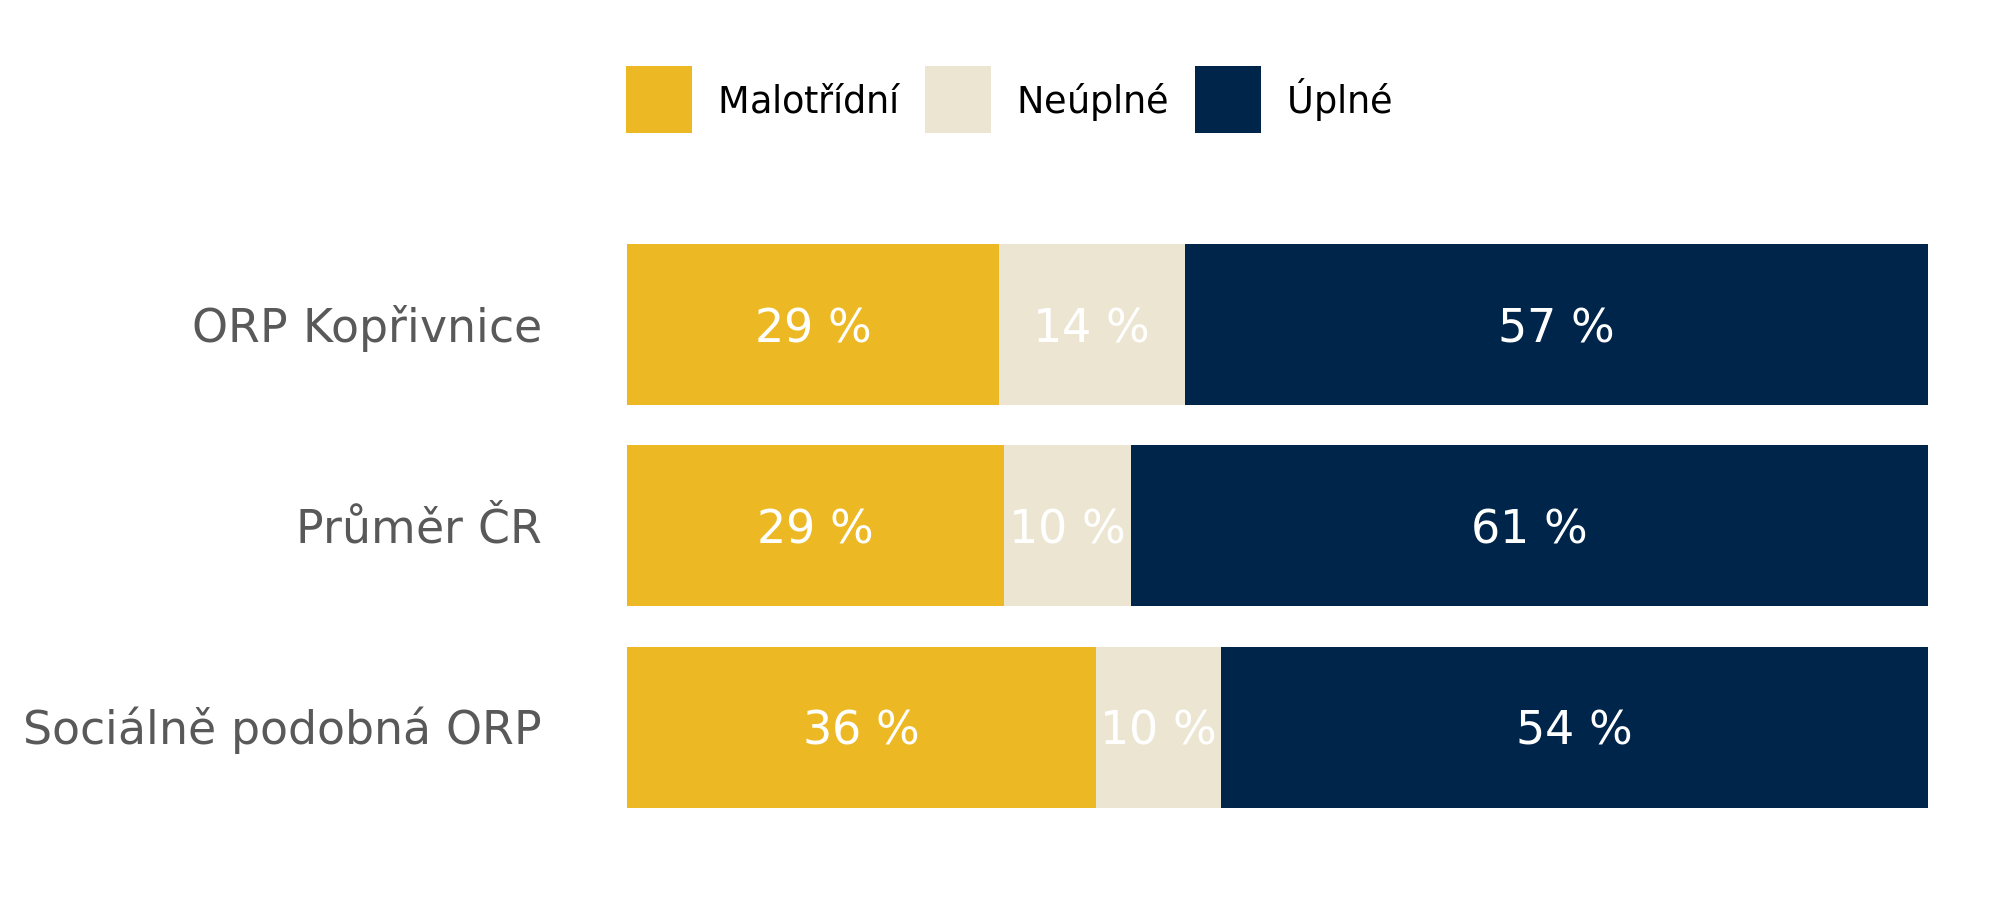 Malotřídní Neúplné Úplné
ORP Kopřivnice 29 % 14 % 57 %
Průměr ČR 29 % 10 % 61 %
Sociálně podobná ORP 36 % 10 % 54 %